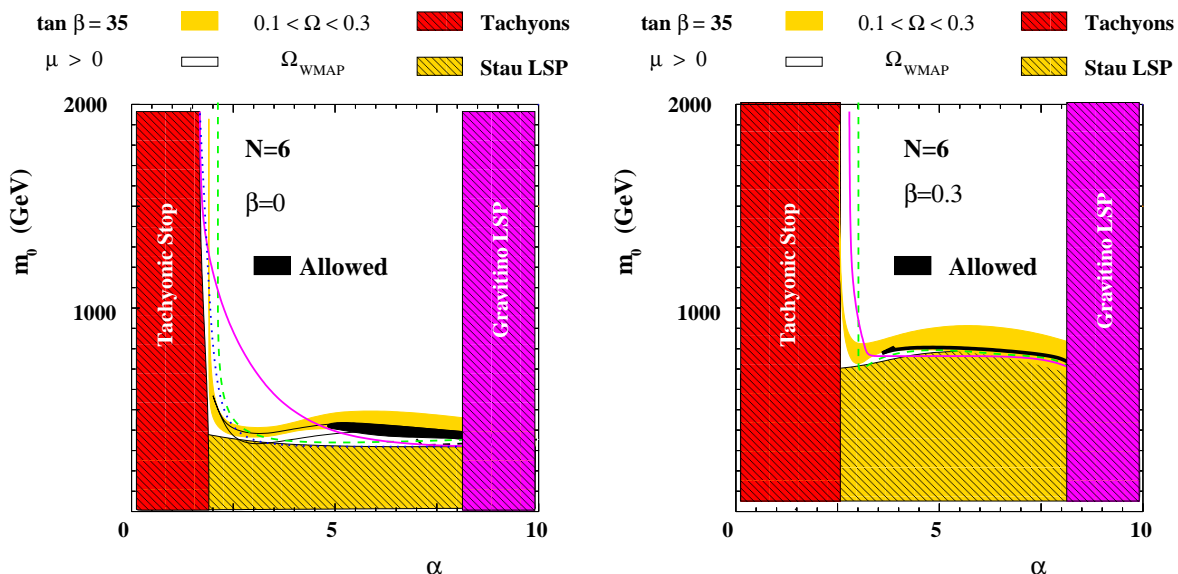 tan β = 35
0.1 < Ω < 0.3
Tachyons
μ > 0
Ω_WMAP
Stau LSP
2000
1000
0
5
10
m₀ (GeV)
α
N=6
β=0
Allowed
Tachyonic Stop
Gravitino LSP
tan β = 35
0.1 < Ω < 0.3
Tachyons
μ > 0
Ω_WMAP
Stau LSP
2000
1000
0
5
10
m₀ (GeV)
α
N=6
β=0.3
Allowed
Tachyonic Stop
Gravitino LSP